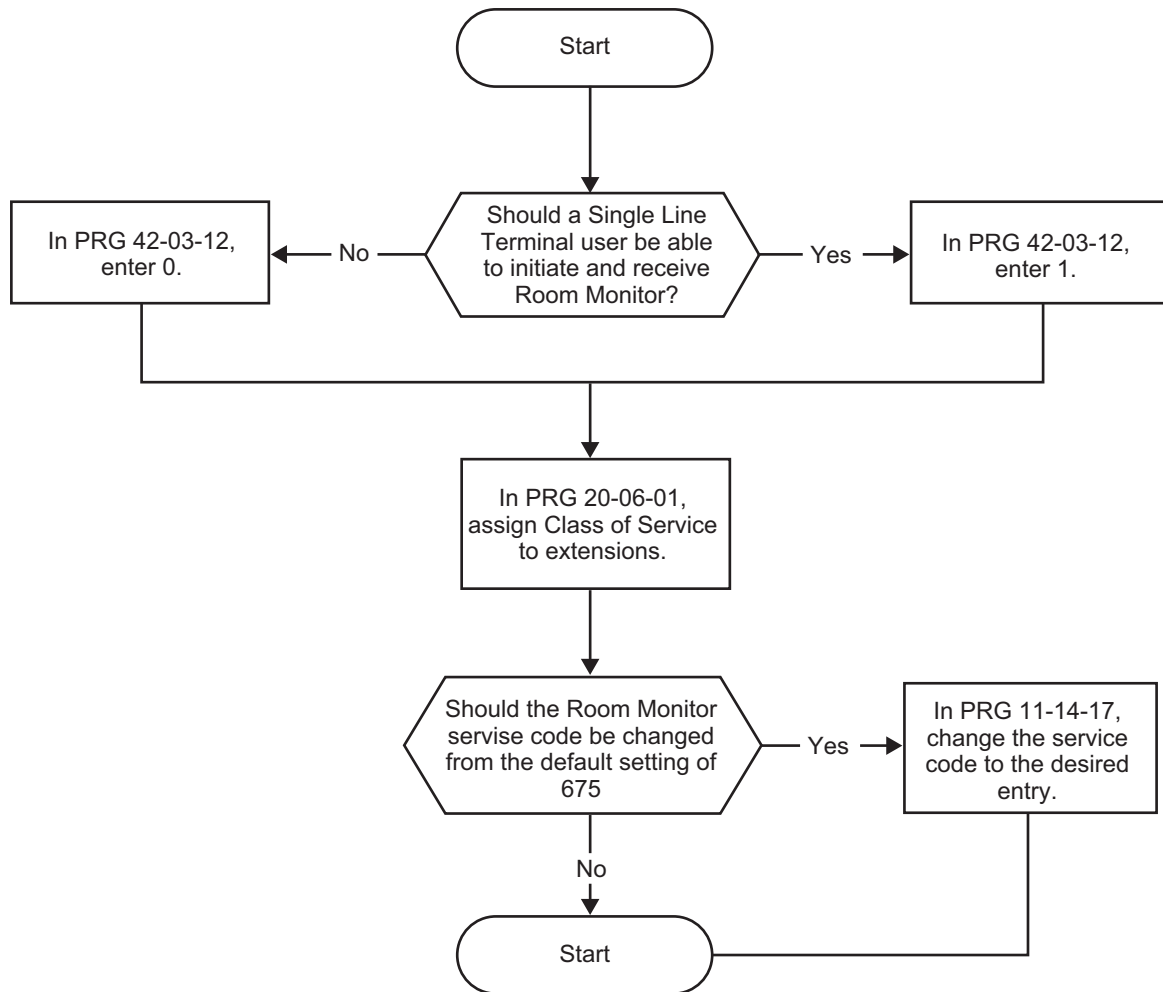 Start
Should a Single Line
Terminal user be able
to initiate and receive
Room Monitor?
No
Yes
In PRG 42-03-12,
enter 0.
In PRG 42-03-12,
enter 1.
In PRG 20-06-01,
assign Class of Service
to extensions.
Should the Room Monitor
servise code be changed
from the default setting of
675
Yes
In PRG 11-14-17,
change the service
code to the desired
entry.
No
Start